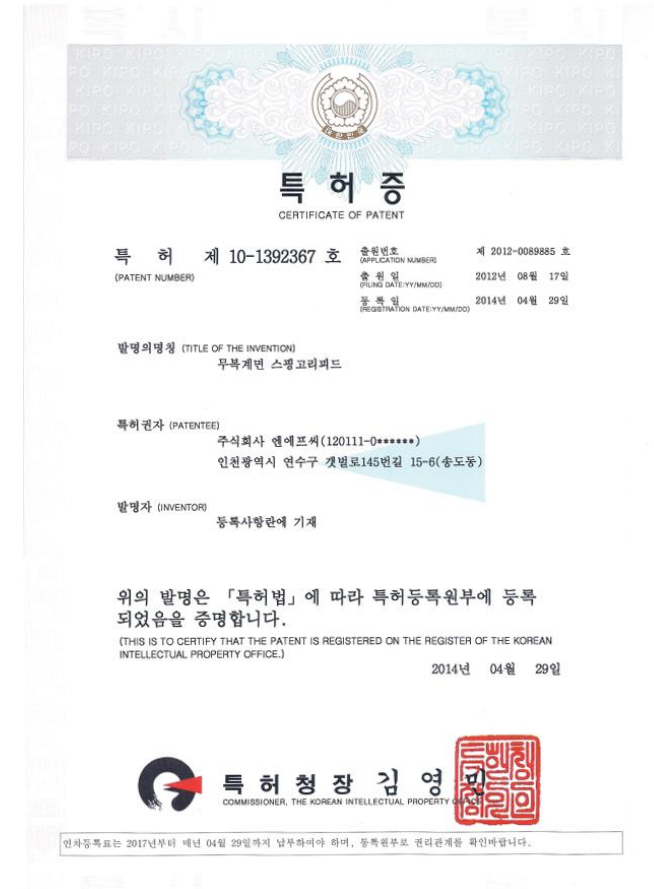 특허증
CERTIFICATE OF PATENT
특 허 제 10-1392367 호
(PATENT NUMBER)
출원번호 제 2012-0089885 호
(APPLICATION NUMBER)
출 원 일 2012년 08월 17일
(FILING DATE:YY/MM/DD)
등 록 일 2014년 04월 29일
(REGISTRATION DATE:YY/MM/DD)
발명의명칭 (TITLE OF THE INVENTION)
무복계면 스핑고리피드
특허권자 (PATENTEE)
주식회사 엔에프씨(120111-0******)
인천광역시 연수구 갯벌로145번길 15-6(송도동)
발명자 (INVENTOR)
등록사항란에 기재
위의 발명은 「특허법」에 따라 특허등록원부에 등록
되었음을 증명합니다.
(THIS IS TO CERTIFY THAT THE PATENT IS REGISTERED ON THE REGISTER OF THE KOREAN
INTELLECTUAL PROPERTY OFFICE.)
2014년 04월 29일
특허청장 김영민
COMMISSIONER, THE KOREAN INTELLECTUAL PROPERTY OFFICE
연차등록료는 2017년부터 매년 04월 29일까지 납부하여야 하며, 등록원부로 권리관계를 확인바랍니다.